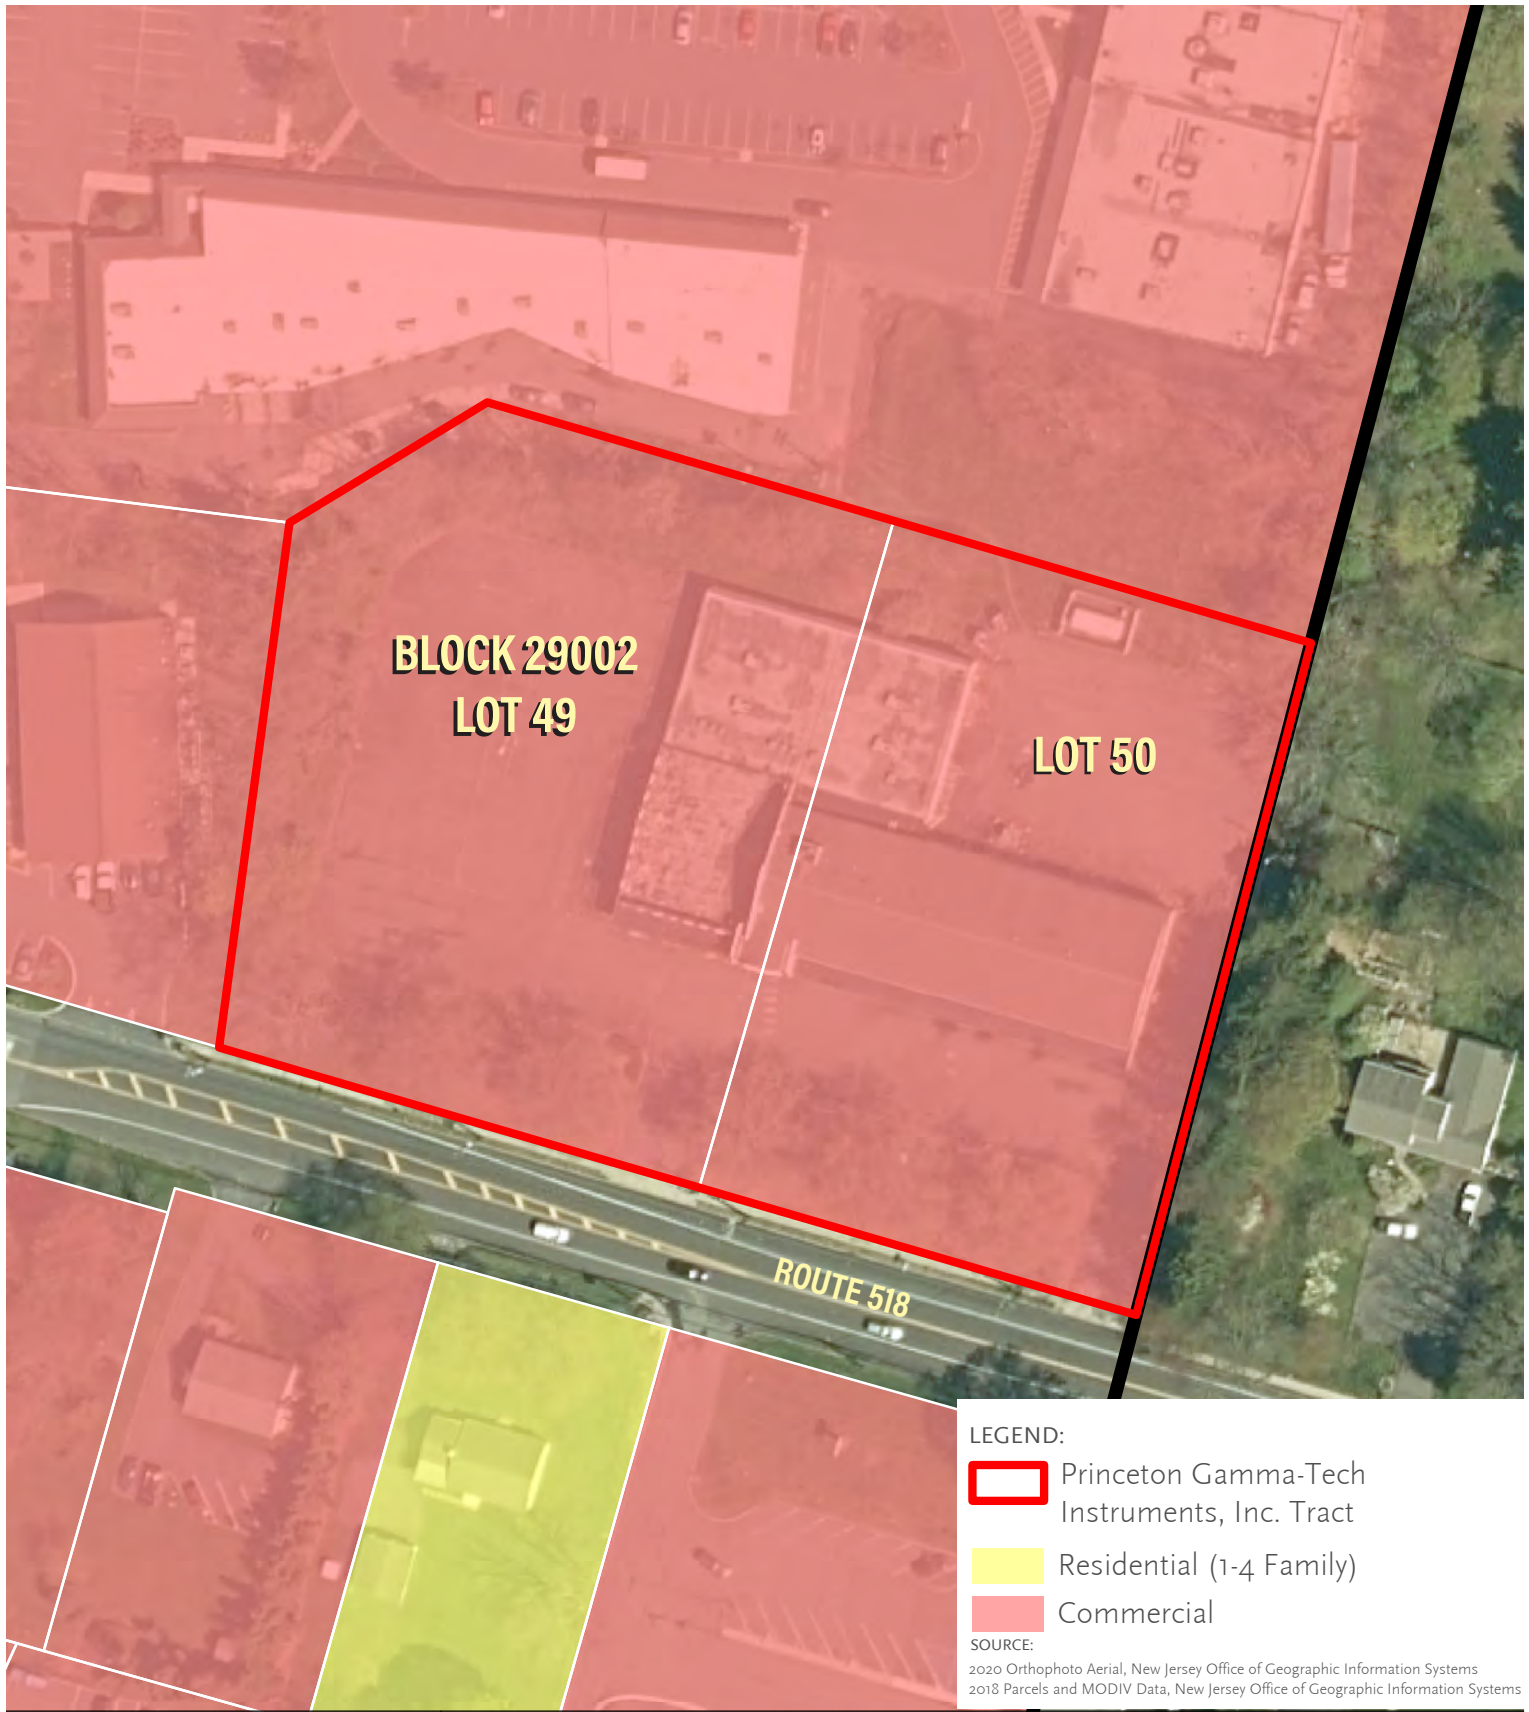 BLOCK 29002
LOT 49
LOT 50
ROUTE 518
LEGEND:
Princeton Gamma-Tech
Instruments, Inc. Tract
Residential (1-4 Family)
Commercial
SOURCE:
2020 Orthophoto Aerial, New Jersey Office of Geographic Information Systems
2018 Parcels and MODIV Data, New Jersey Office of Geographic Information Systems